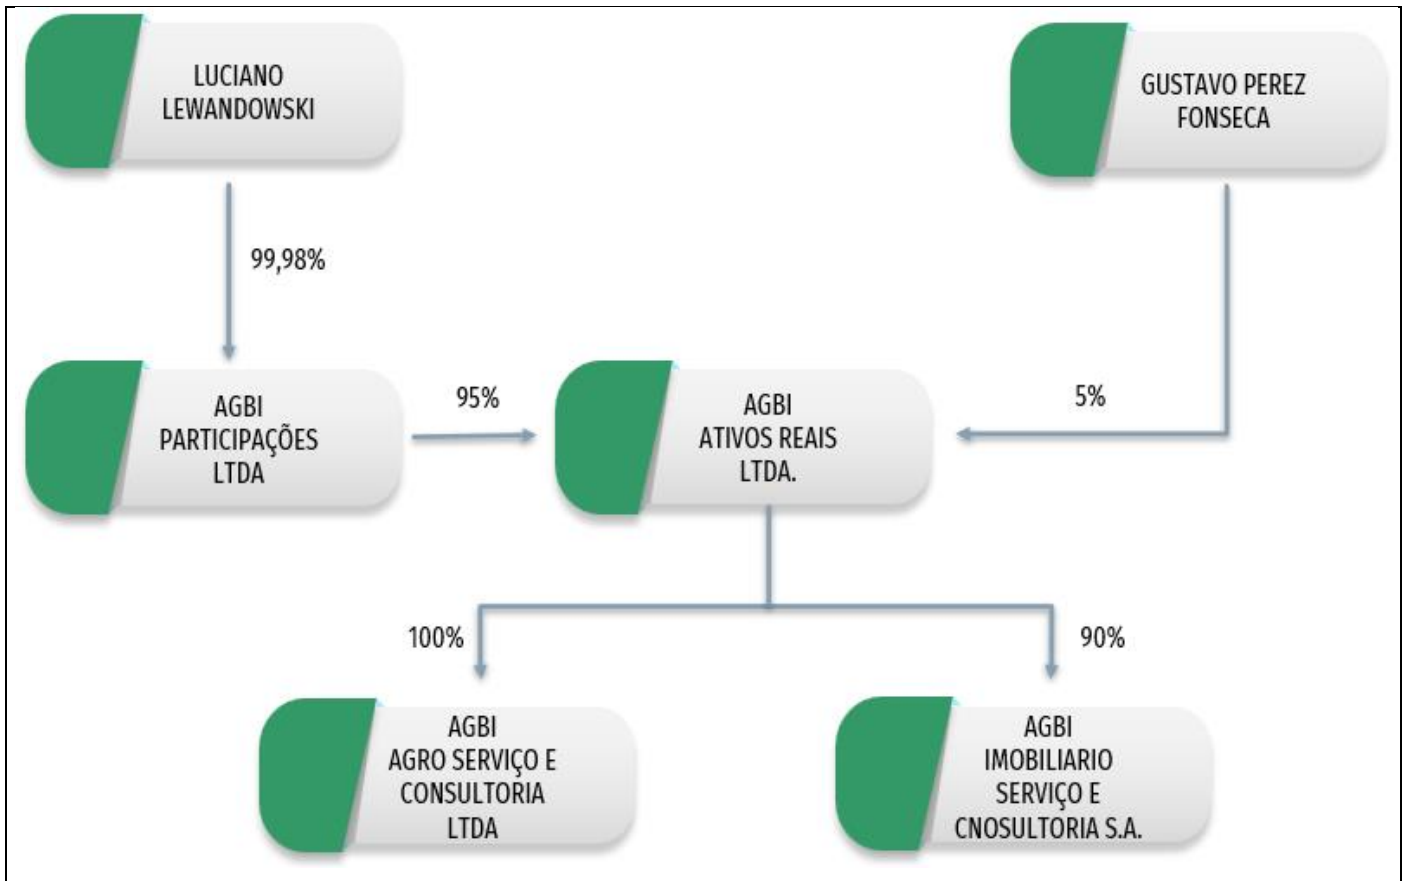 LUCIANO
LEWANDOWSKI
GUSTAVO PEREZ
FONSECA
99,98%
AGBI
PARTICIPAÇÕES
LTDA
95%
AGBI
ATIVOS REAIS
LTDA.
5%
100%
90%
AGBI
AGRO SERVIÇO E
CONSULTORIA
LTDA
AGBI
IMOBILIARIO
SERVIÇO E
CNOSULTORIA S.A.